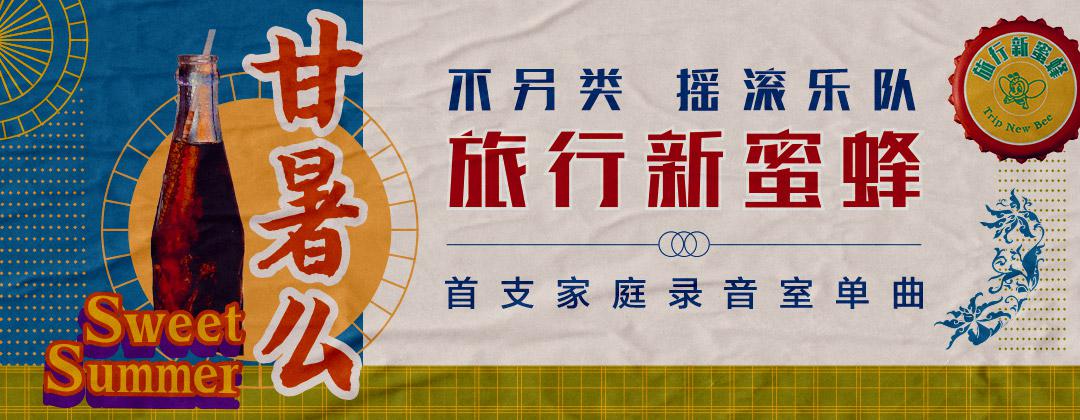 甘暑么
Sweet
Summer
不另类 摇滚乐队
旅行新蜜蜂
首支家庭录音室单曲
旅行新蜜蜂
Trip New Bee